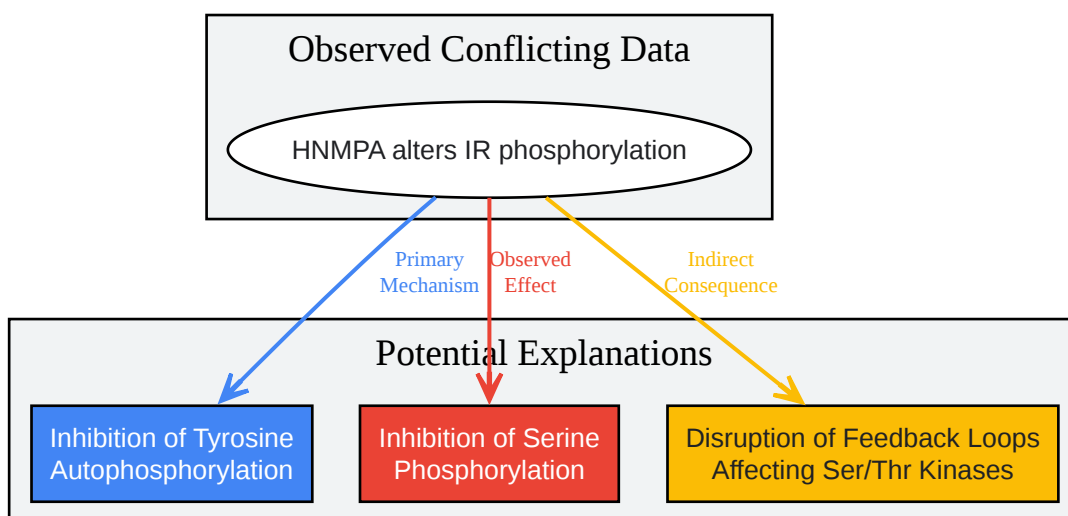 Observed Conflicting Data
HNMPA alters IR phosphorylation
Primary
Mechanism
Observed
Effect
Indirect
Consequence
Potential Explanations
Inhibition of Tyrosine
Autophosphorylation
Inhibition of Serine
Phosphorylation
Disruption of Feedback Loops
Affecting Ser/Thr Kinases